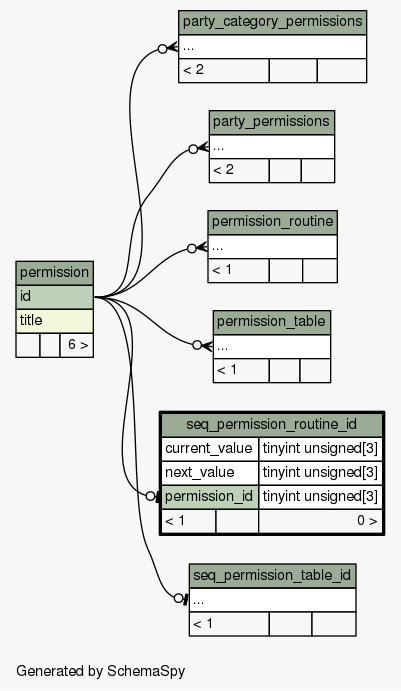 party_category_permissions
...
< 2
party_permissions
...
< 2
permission_routine
...
< 1
permission
id
title
6 >
permission_table
...
< 1
seq_permission_routine_id
current_value tinyint unsigned[3]
next_value tinyint unsigned[3]
permission_id tinyint unsigned[3]
< 1 0 >
seq_permission_table_id
...
< 1
Generated by SchemaSpy